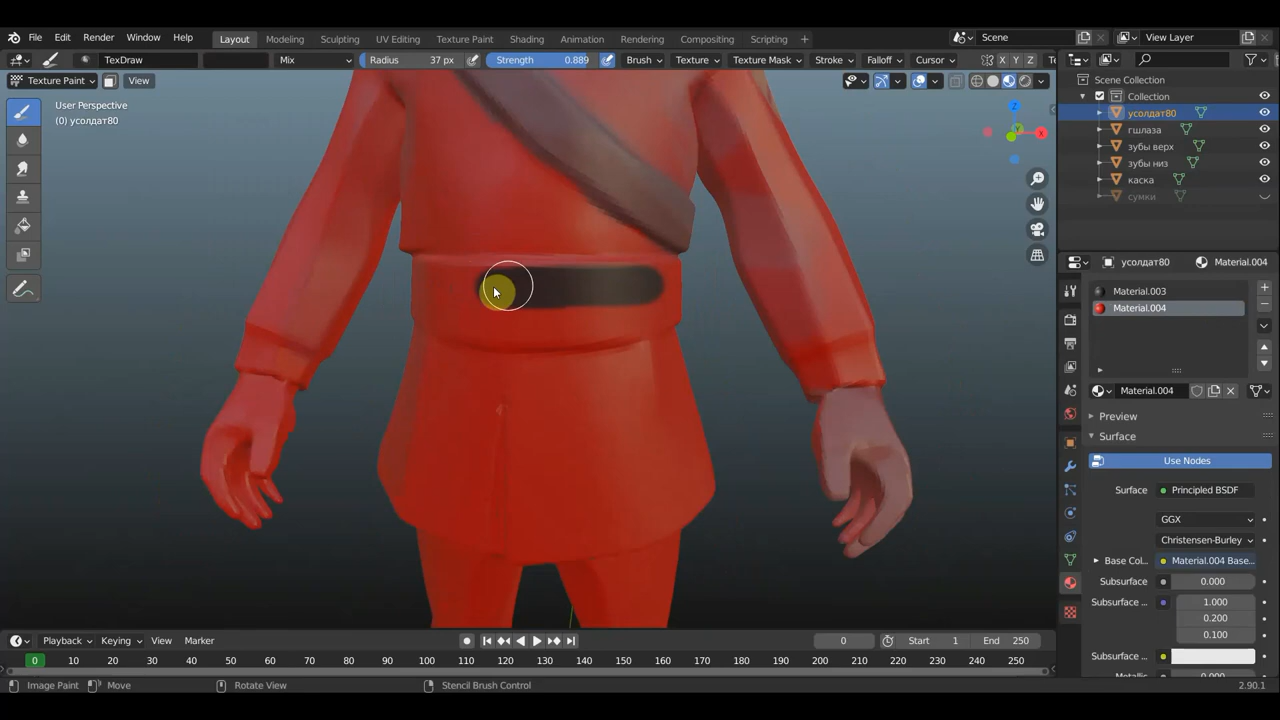 File Edit Render Window Help Layout Modeling Sculpting UV Editing Texture Paint Shading Animation Rendering Compositing Scripting + Scene View Layer
TexDraw Mix Radius 37 px Strength 0.889 Brush Texture Texture Mask Stroke Falloff Cursor X Y Z
Texture Paint View
User Perspective
(0) усолдат80
Z
X
Y
Scene Collection
Collection
усолдат80
гшлаза
зубы верх
зубы низ
каска
сумки
усолдат80 Material.004
Material.003
Material.004
Material.004
Preview
Surface
Use Nodes
Surface Principled BSDF
GGX
Christensen-Burley
Base Col... Material.004 Base...
Subsurface 0.000
Subsurface ... 1.000
0.200
0.100
Subsurface ..
Playback Keying View Marker 0 Start 1 End 250
0 10 20 30 40 50 60 70 80 90 100 110 120 130 140 150 160 170 180 190 200 210 220 230 240 250
Image Paint Move Rotate View Stencil Brush Control 2.90.1